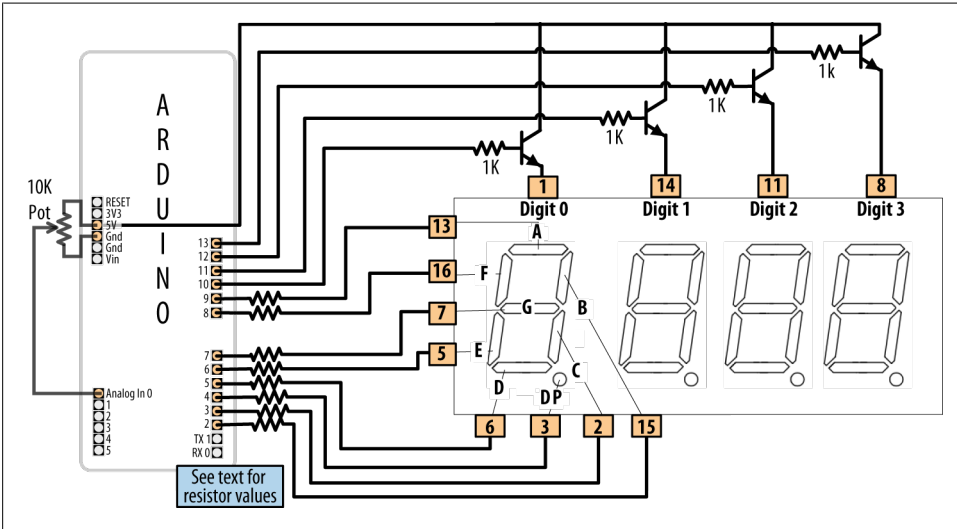 1k
1K
1K
1K
ARDUINO
10K
Pot
RESET
3V3
5V
Gnd
Gnd
Vin
13
12
11
10
9
8
7
6
5
4
3
2
TX 1
RX 0
Analog In 0
1
2
3
4
5
See text for
resistor values
1
14
11
8
Digit 0
Digit 1
Digit 2
Digit 3
13
16
7
5
A
F
B
G
E
C
D
DP
6
3
2
15